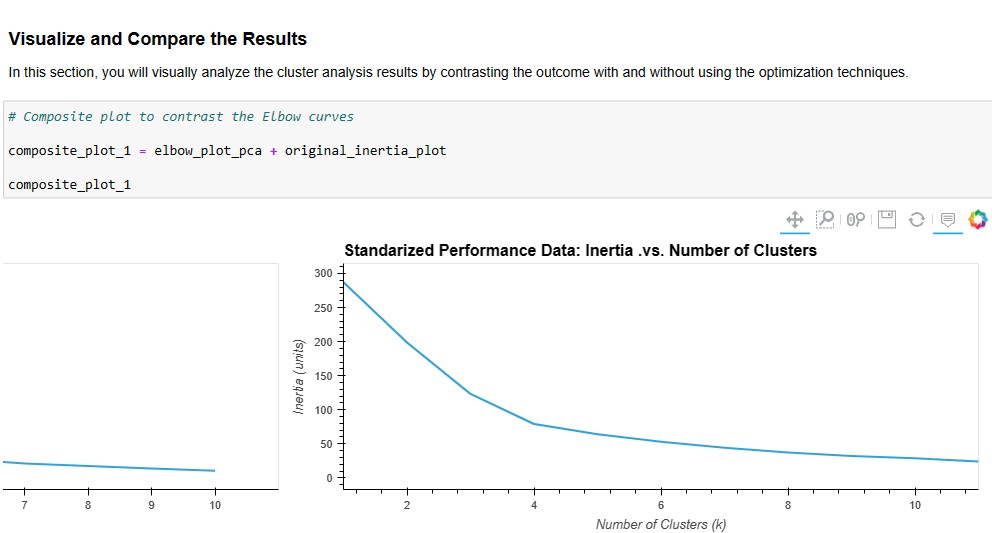 Visualize and Compare the Results
In this section, you will visually analyze the cluster analysis results by contrasting the outcome with and without using the optimization techniques.
# Composite plot to contrast the Elbow curves
composite_plot_1 = elbow_plot_pca + original_inertia_plot
composite_plot_1
Standarized Performance Data: Inertia .vs. Number of Clusters
300
250
200
150
100
50
0
Inertia (units)
7 8 9 10
2 4 6 8 10
Number of Clusters (k)